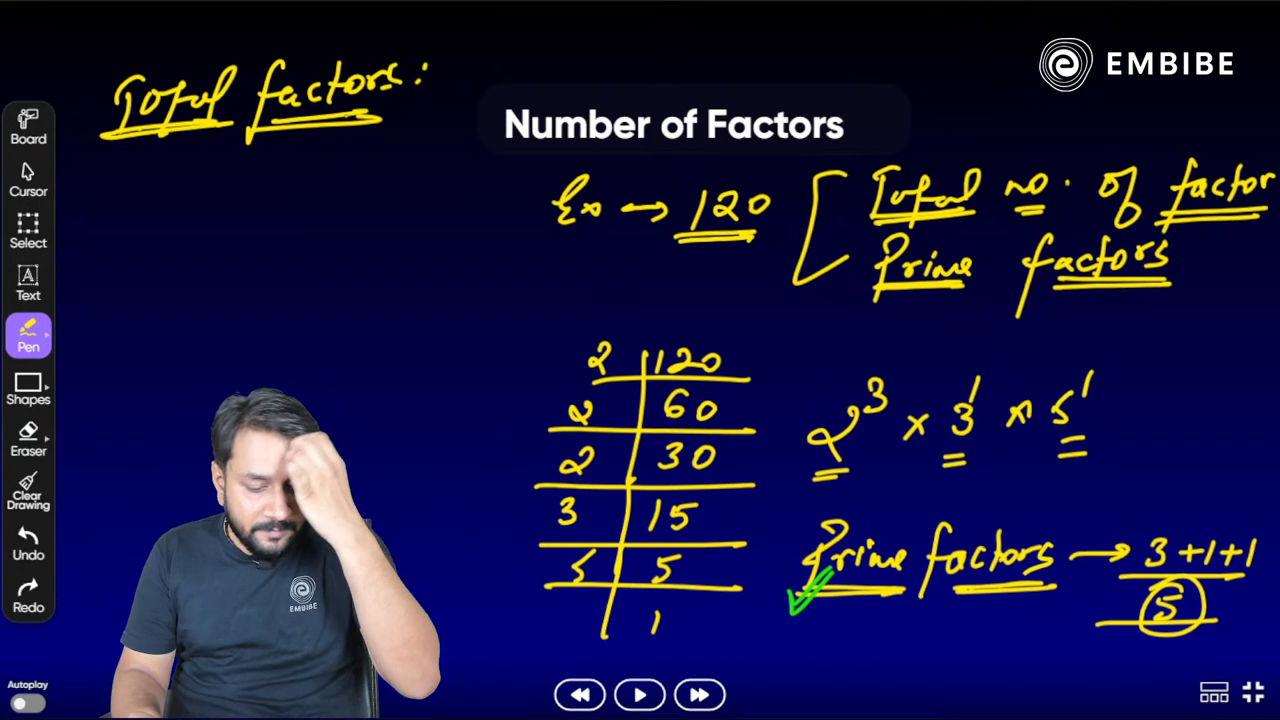 EMBIBE
Total factors:
Number of Factors
Ex → 120
Total no. of factor
Prime factors
2 | 120
2 | 60
2 | 30
3 | 15
5 | 5
1
2³ × 3¹ × 5¹
Prime factors → 3+1+1
5
Board
Cursor
Select
A
Text
Pen
Shapes
Eraser
Clear
Drawing
Undo
Redo
EMBIBE
Autoplay